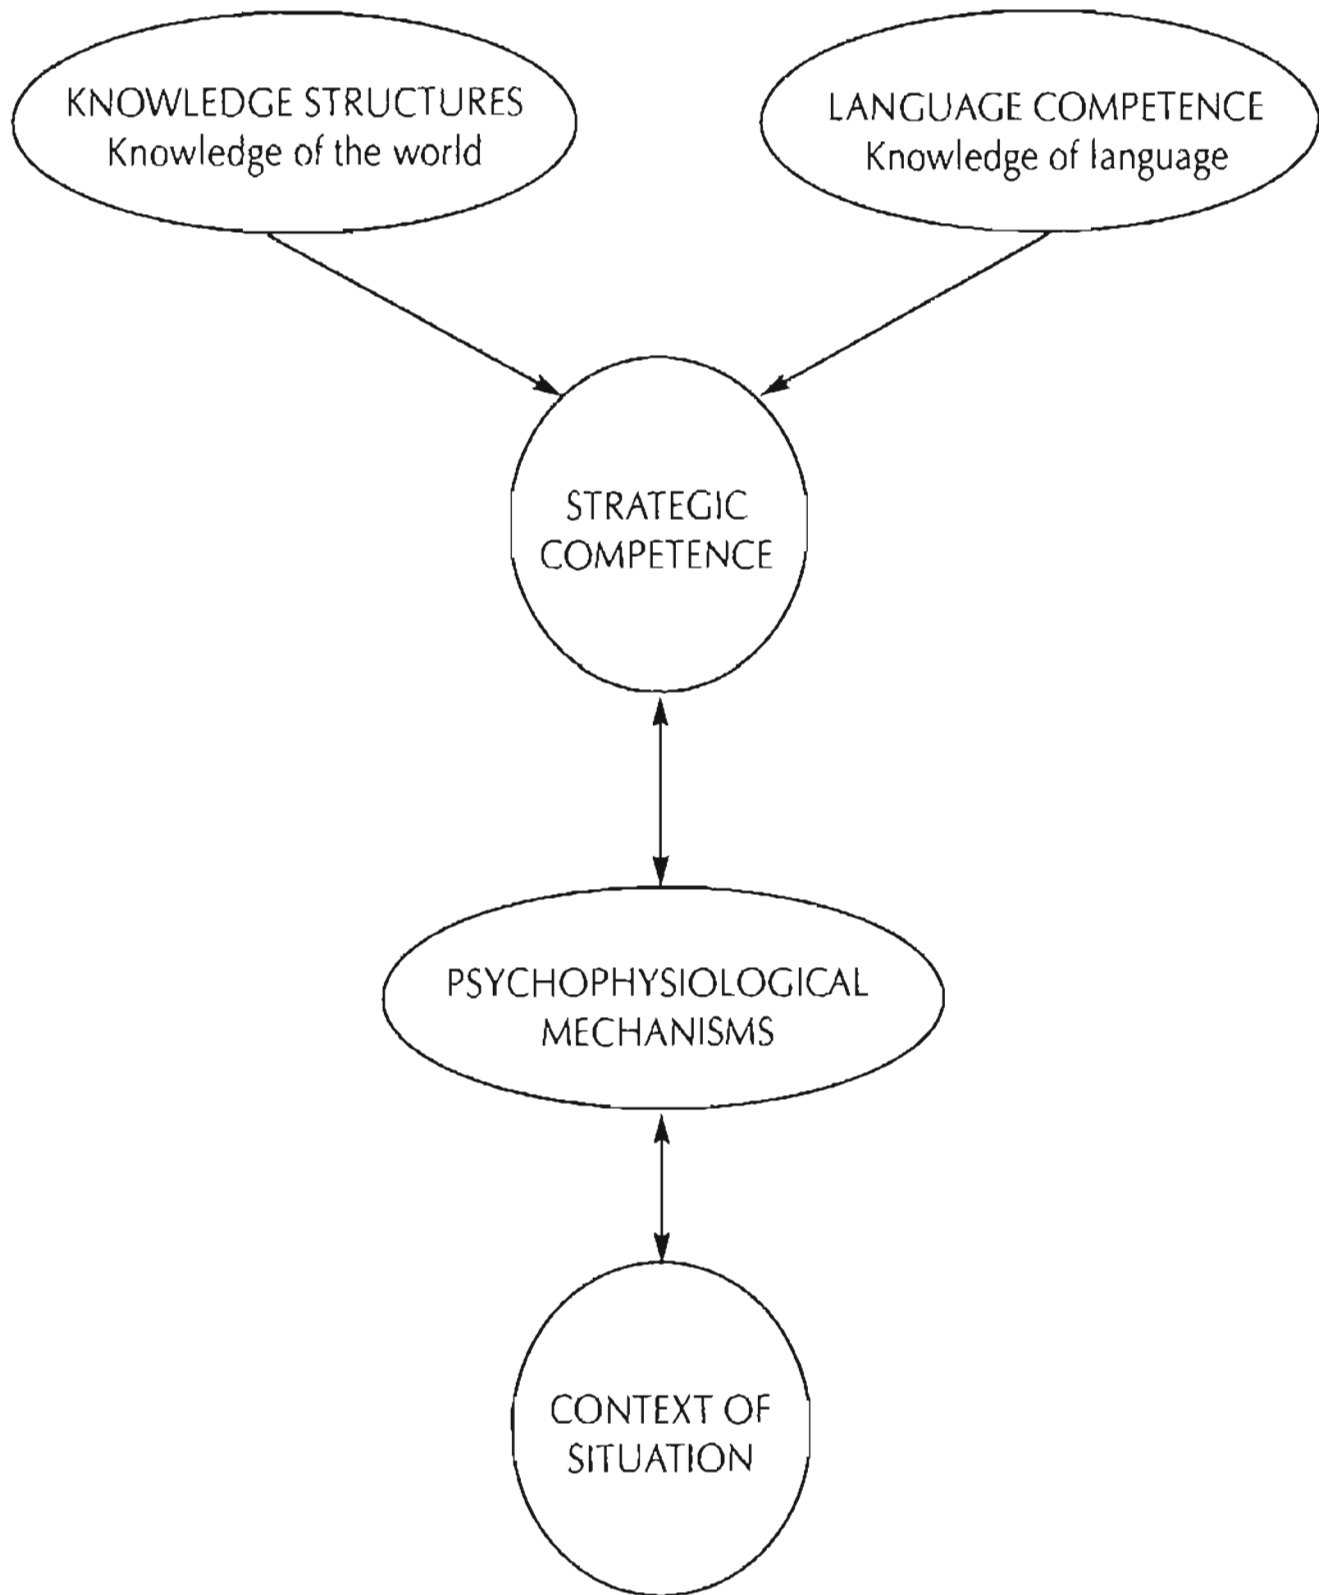 KNOWLEDGE STRUCTURES
Knowledge of the world
LANGUAGE COMPETENCE
Knowledge of language
STRATEGIC
COMPETENCE
PSYCHOPHYSIOLOGICAL
MECHANISMS
CONTEXT OF
SITUATION